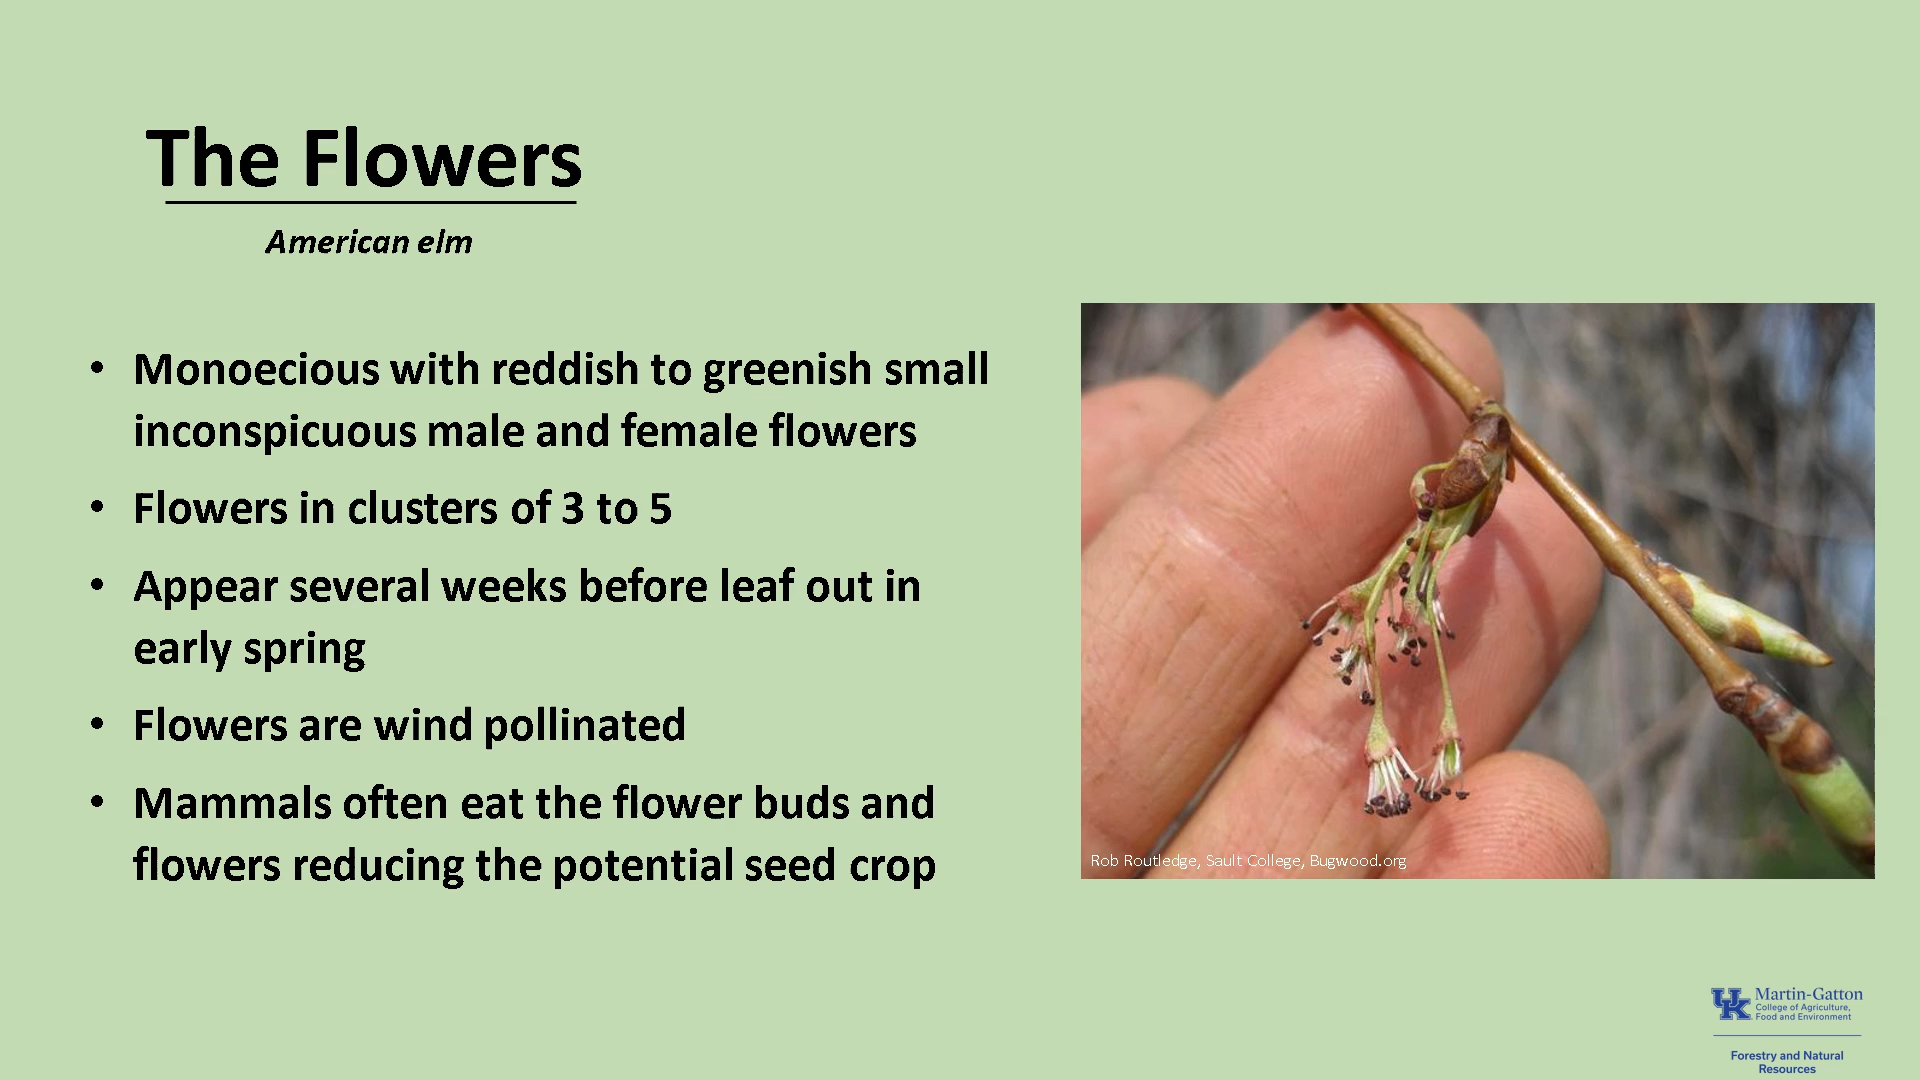 The Flowers
American elm
• Monoecious with reddish to greenish small
inconspicuous male and female flowers
• Flowers in clusters of 3 to 5
• Appear several weeks before leaf out in
early spring
• Flowers are wind pollinated
• Mammals often eat the flower buds and
flowers reducing the potential seed crop
Rob Routledge, Sault College, Bugwood.org
UK Martin-Gatton
College of Agriculture,
Food and Environment
Forestry and Natural
Resources